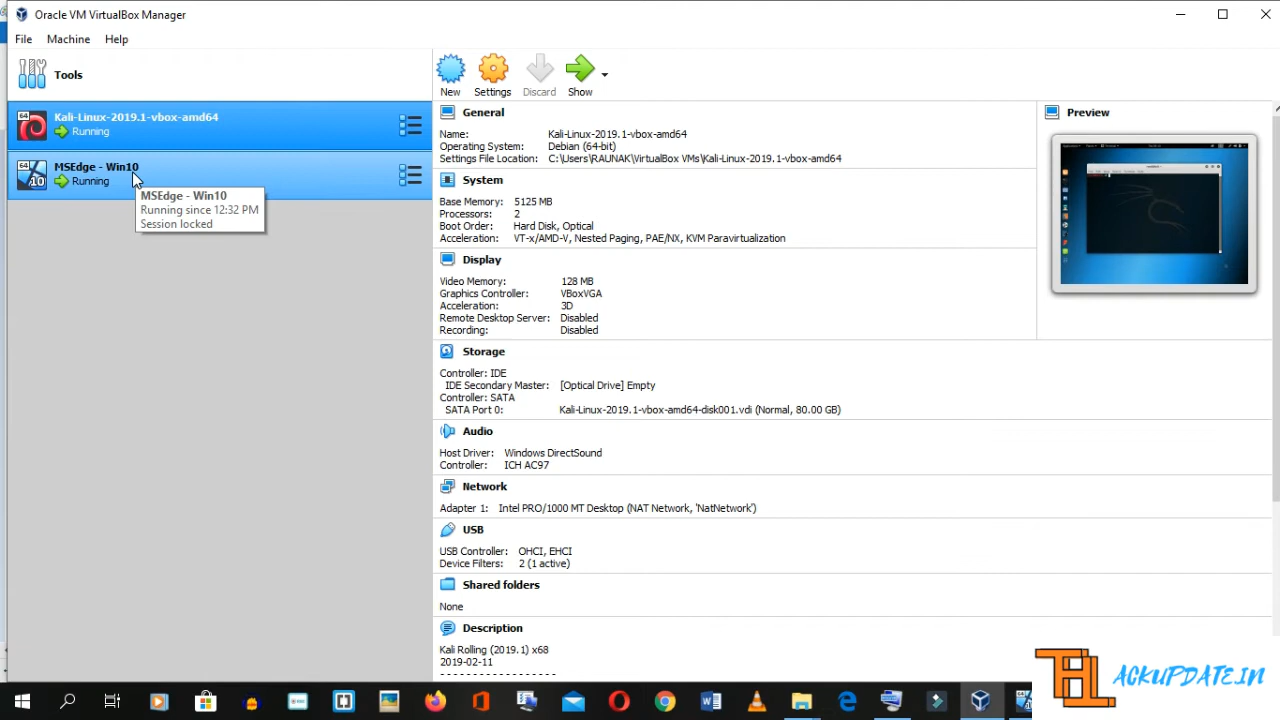 Oracle VM VirtualBox Manager
File Machine Help
Tools
New Settings Discard Show
64
Kali-Linux-2019.1-vbox-amd64
Running
64
10
MSEdge - Win10
Running
MSEdge - Win10
Running since 12:32 PM
Session locked
General
Name: Kali-Linux-2019.1-vbox-amd64
Operating System: Debian (64-bit)
Settings File Location: C:\Users\RAUNAK\VirtualBox VMs\Kali-Linux-2019.1-vbox-amd64
Preview
System
Base Memory: 5125 MB
Processors: 2
Boot Order: Hard Disk, Optical
Acceleration: VT-x/AMD-V, Nested Paging, PAE/NX, KVM Paravirtualization
Display
Video Memory: 128 MB
Graphics Controller: VBoxVGA
Acceleration: 3D
Remote Desktop Server: Disabled
Recording: Disabled
Storage
Controller: IDE
IDE Secondary Master: [Optical Drive] Empty
Controller: SATA
SATA Port 0: Kali-Linux-2019.1-vbox-amd64-disk001.vdi (Normal, 80.00 GB)
Audio
Host Driver: Windows DirectSound
Controller: ICH AC97
Network
Adapter 1: Intel PRO/1000 MT Desktop (NAT Network, 'NatNetwork')
USB
USB Controller: OHCI, EHCI
Device Filters: 2 (1 active)
Shared folders
None
Description
Kali Rolling (2019.1) x68
2019-02-11
- - - - - - - - - - - - - - - - - -
ACKUPDATE.IN